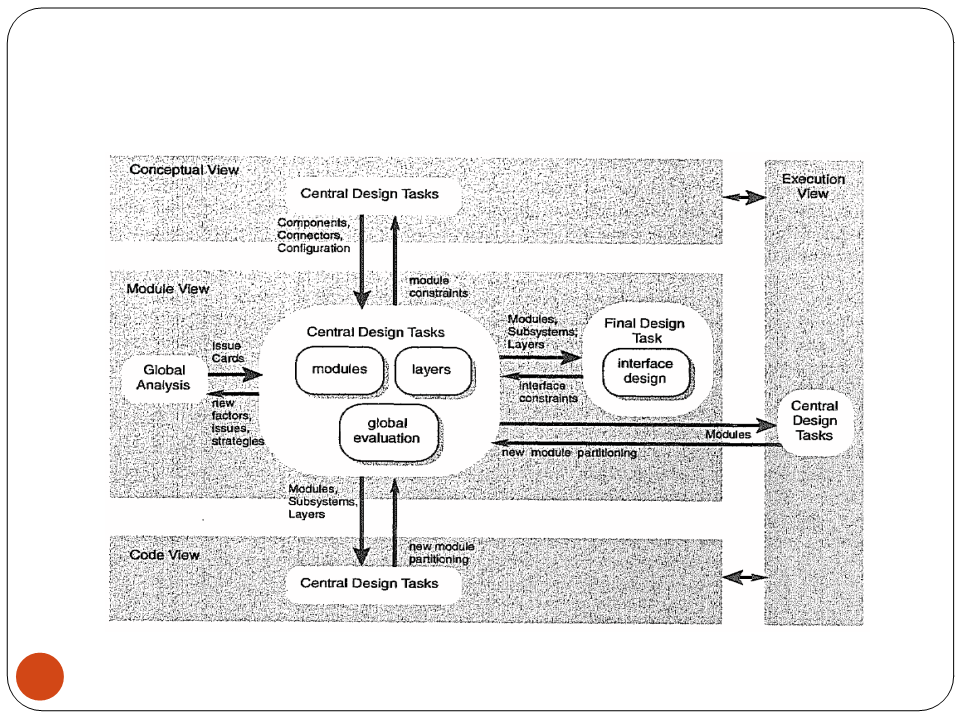 Conceptual View
Central Design Tasks
Components,
Connectors,
Configuration
module
constraints
Execution
View
Module View
Issue
Cards
Global
Analysis
new
factors,
issues,
strategies
Central Design Tasks
modules
layers
global
evaluation
Modules,
Subsystems,
Layers
interface
constraints
Final Design
Task
interface
design
Modules
new module partitioning
Central
Design
Tasks
Modules,
Subsystems,
Layers
new module
partitioning
Code View
Central Design Tasks